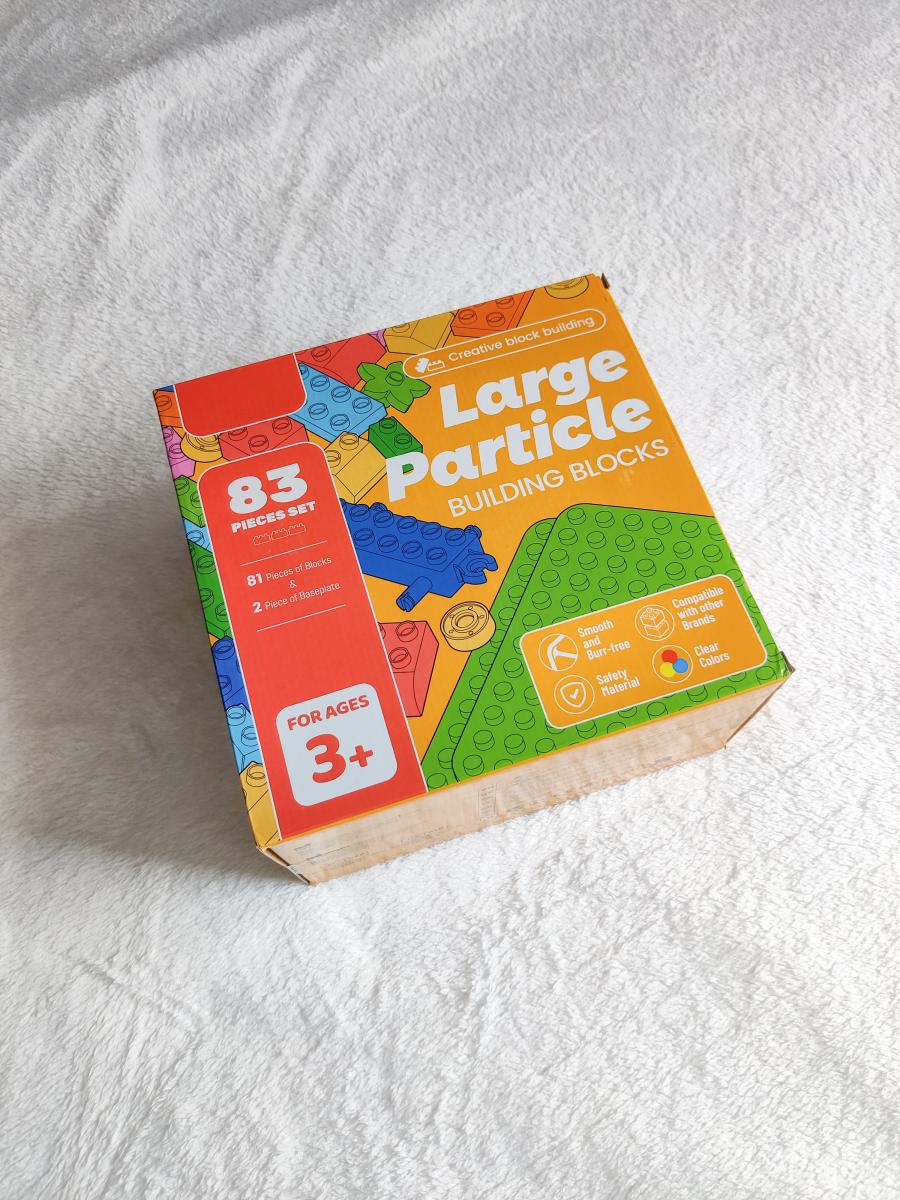 Creative block building
Large
Particle
BUILDING BLOCKS
83
PIECES SET
81 Pieces of Blocks
&
2 Piece of Baseplate
FOR AGES
3+
Smooth
and
Burr-free
Compatible
with other
Brands
Safety
Material
Clear
Colors